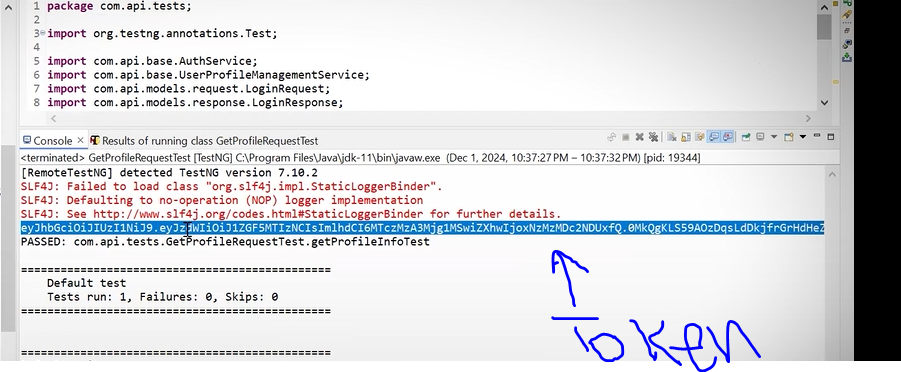 1 package com.api.tests;
2
3 import org.testng.annotations.Test;
4
5 import com.api.base.AuthService;
6 import com.api.base.UserProfileManagementService;
7 import com.api.models.request.LoginRequest;
8 import com.api.models.response.LoginResponse;
Console Results of running class GetProfileRequestTest
<terminated> GetProfileRequestTest [TestNG] C:\Program Files\Java\jdk-11\bin\javaw.exe (Dec 1, 2024, 10:37:27 PM – 10:37:32 PM) [pid: 19344]
[RemoteTestNG] detected TestNG version 7.10.2
SLF4J: Failed to load class "org.slf4j.impl.StaticLoggerBinder".
SLF4J: Defaulting to no-operation (NOP) logger implementation
SLF4J: See http://www.slf4j.org/codes.html#StaticLoggerBinder for further details.
PASSED: com.api.tests.GetProfileRequestTest.getProfileInfoTest
===============================================
Default test
Tests run: 1, Failures: 0, Skips: 0
===============================================
===============================================
Token